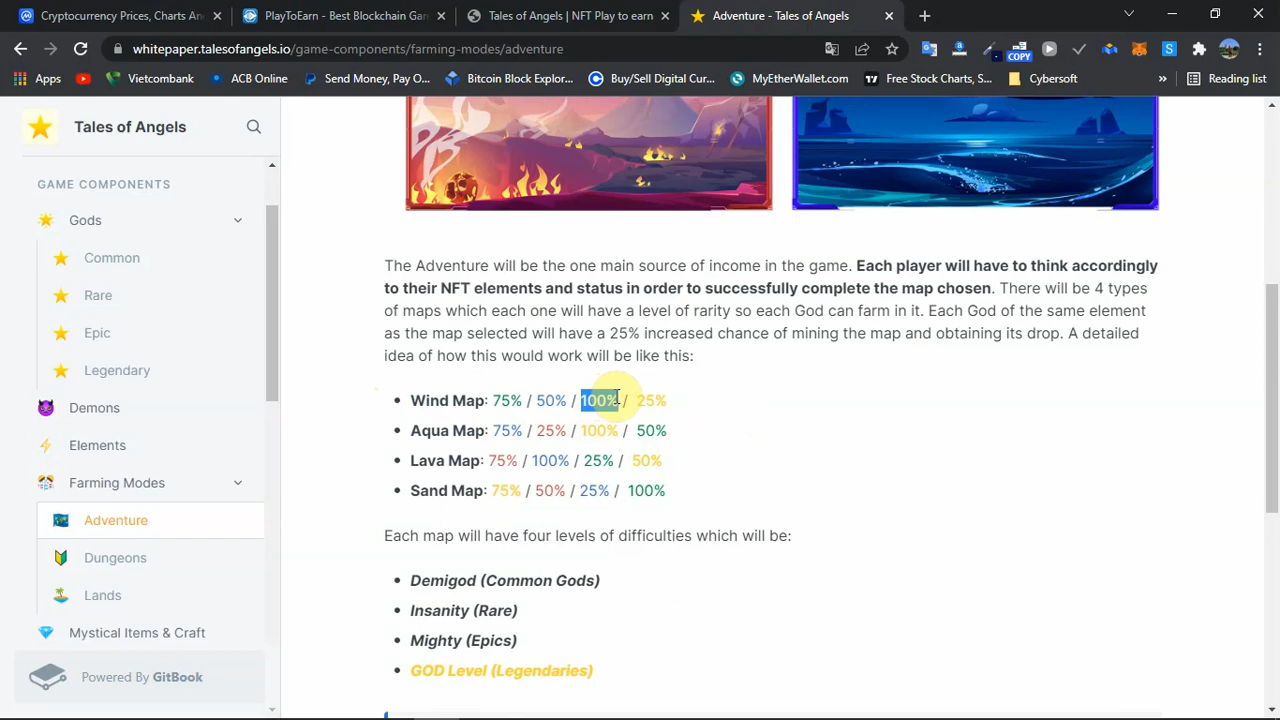 Cryptocurrency Prices, Charts An
PlayToEarn - Best Blockchain Gam
Tales of Angels | NFT Play to earn
Adventure - Tales of Angels
whitepaper.talesofangels.io/game-components/farming-modes/adventure
COPY
S
Apps
Vietcombank
ACB Online
Send Money, Pay O...
Bitcoin Block Explor...
Buy/Sell Digital Cur...
MyEtherWallet.com
Free Stock Charts, S...
Cybersoft
»
Reading list
Tales of Angels
GAME COMPONENTS
Gods
Common
Rare
Epic
Legendary
Demons
Elements
Farming Modes
Adventure
Dungeons
Lands
Mystical Items & Craft
Powered By GitBook
The Adventure will be the one main source of income in the game. Each player will have to think accordingly
to their NFT elements and status in order to successfully complete the map chosen. There will be 4 types
of maps which each one will have a level of rarity so each God can farm in it. Each God of the same element
as the map selected will have a 25% increased chance of mining the map and obtaining its drop. A detailed
idea of how this would work will be like this:
• Wind Map: 75% / 50% / 100% / 25%
• Aqua Map: 75% / 25% / 100% / 50%
• Lava Map: 75% / 100% / 25% / 50%
• Sand Map: 75% / 50% / 25% / 100%
Each map will have four levels of difficulties which will be:
• Demigod (Common Gods)
• Insanity (Rare)
• Mighty (Epics)
• GOD Level (Legendaries)